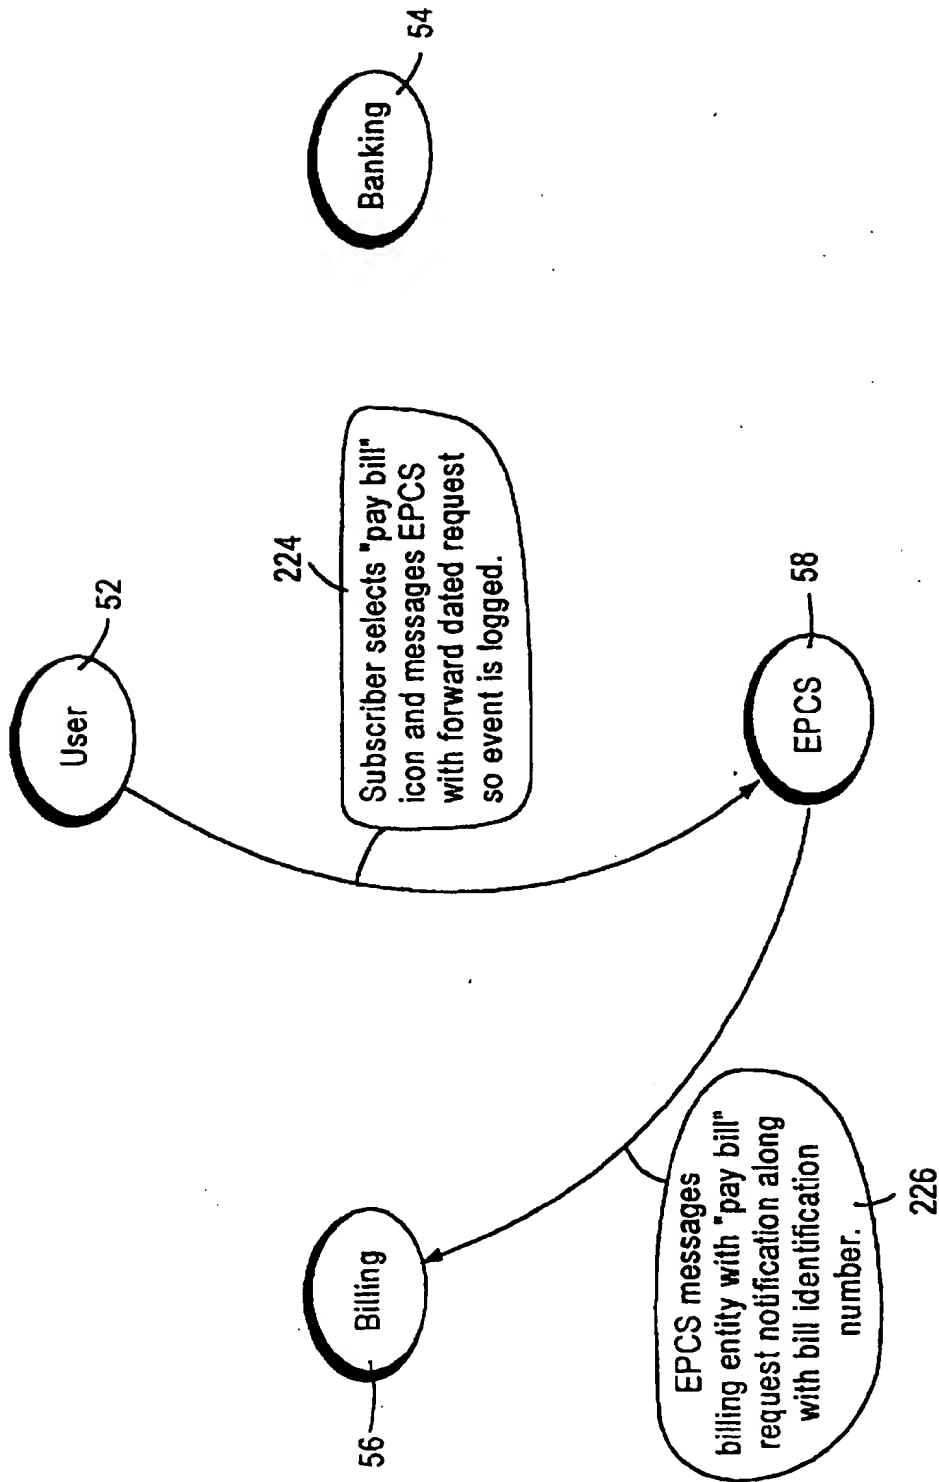 52
User
224
Subscriber selects "pay bill"
icon and messages EPCS
with forward dated request
so event is logged.
Billing
56
Banking
54
EPCS messages
billing entity with "pay bill"
request notification along
with bill identification
number.
226
EPCS
58